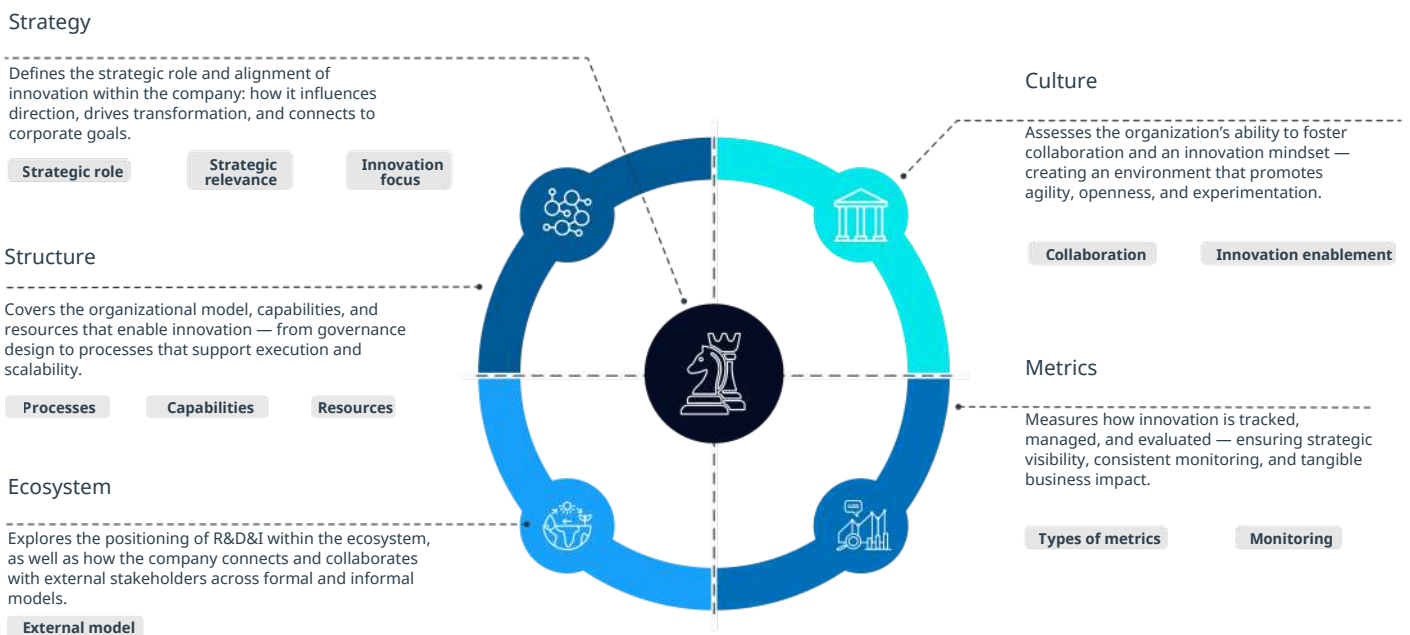 Strategy
Defines the strategic role and alignment of
innovation within the company: how it influences
direction, drives transformation, and connects to
corporate goals.
Strategic role
Strategic
relevance
Innovation
focus
Structure
Covers the organizational model, capabilities, and
resources that enable innovation — from governance
design to processes that support execution and
scalability.
Processes
Capabilities
Resources
Ecosystem
Explores the positioning of R&D&I within the ecosystem,
as well as how the company connects and collaborates
with external stakeholders across formal and informal
models.
External model
Culture
Assesses the organization’s ability to foster
collaboration and an innovation mindset —
creating an environment that promotes
agility, openness, and experimentation.
Collaboration
Innovation enablement
Metrics
Measures how innovation is tracked,
managed, and evaluated — ensuring strategic
visibility, consistent monitoring, and tangible
business impact.
Types of metrics
Monitoring